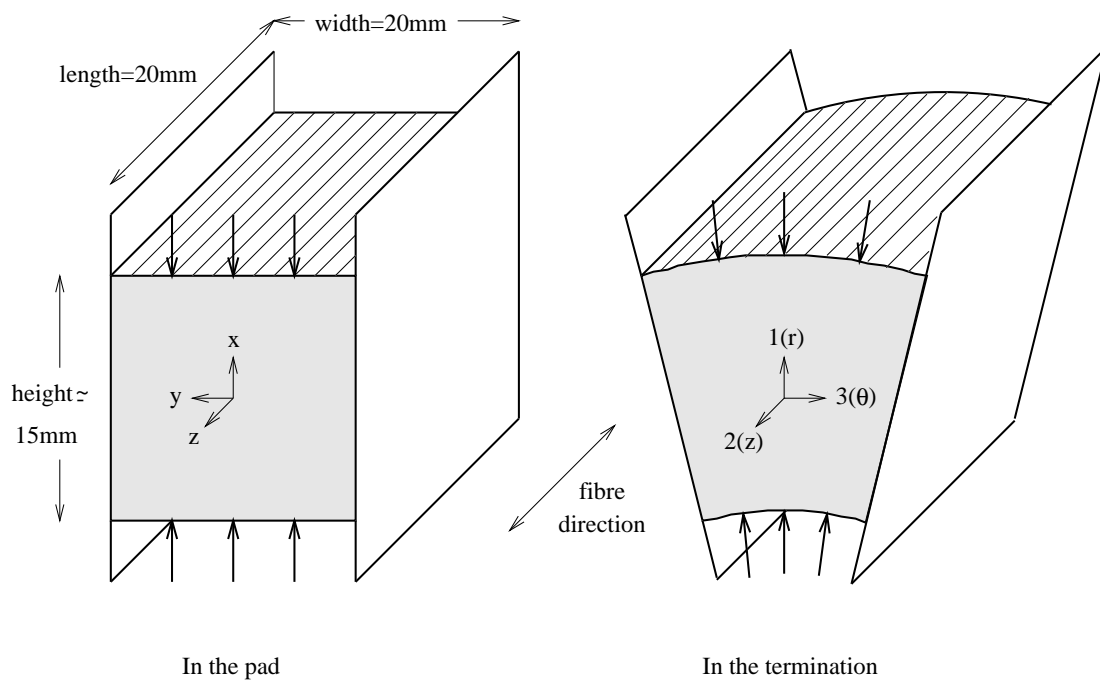 width=20mm
length=20mm
x
y
z
height ≃
15mm
1(r)
3(θ)
2(z)
fibre
direction
In the pad
In the termination